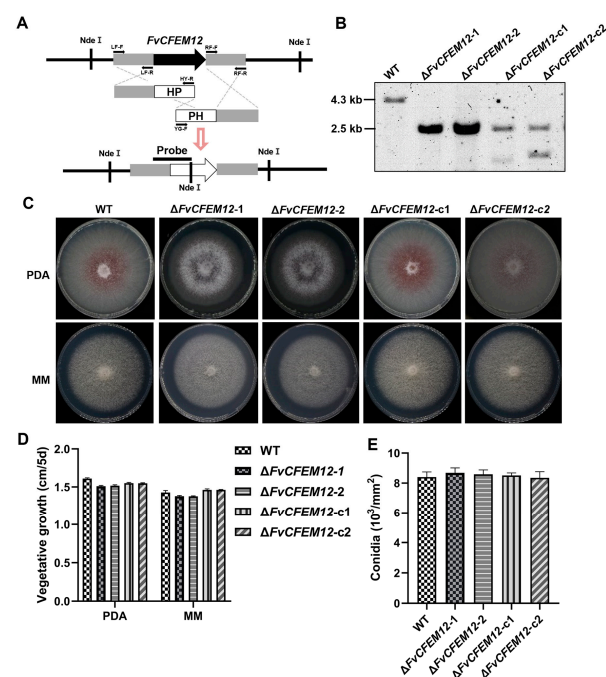 A
FvCFEM12
Nde I
LF-F
RF-F
Nde I
LF-R
RF-R
HY-R
HP
PH
YG-F
Nde I
Probe
Nde I
Nde I
B
WT
ΔFvCFEM12-1
ΔFvCFEM12-2
ΔFvCFEM12-c1
ΔFvCFEM12-c2
4.3 kb
2.5 kb
C
WT
ΔFvCFEM12-1
ΔFvCFEM12-2
ΔFvCFEM12-c1
ΔFvCFEM12-c2
PDA
MM
D
Vegetative growth (cm/5d)
2.0
1.5
1.0
0.5
0.0
PDA
MM
WT
ΔFvCFEM12-1
ΔFvCFEM12-2
ΔFvCFEM12-c1
ΔFvCFEM12-c2
E
Conidia (10³/mm²)
10
8
6
4
2
0
WT
ΔFvCFEM12-1
ΔFvCFEM12-2
ΔFvCFEM12-c1
ΔFvCFEM12-c2